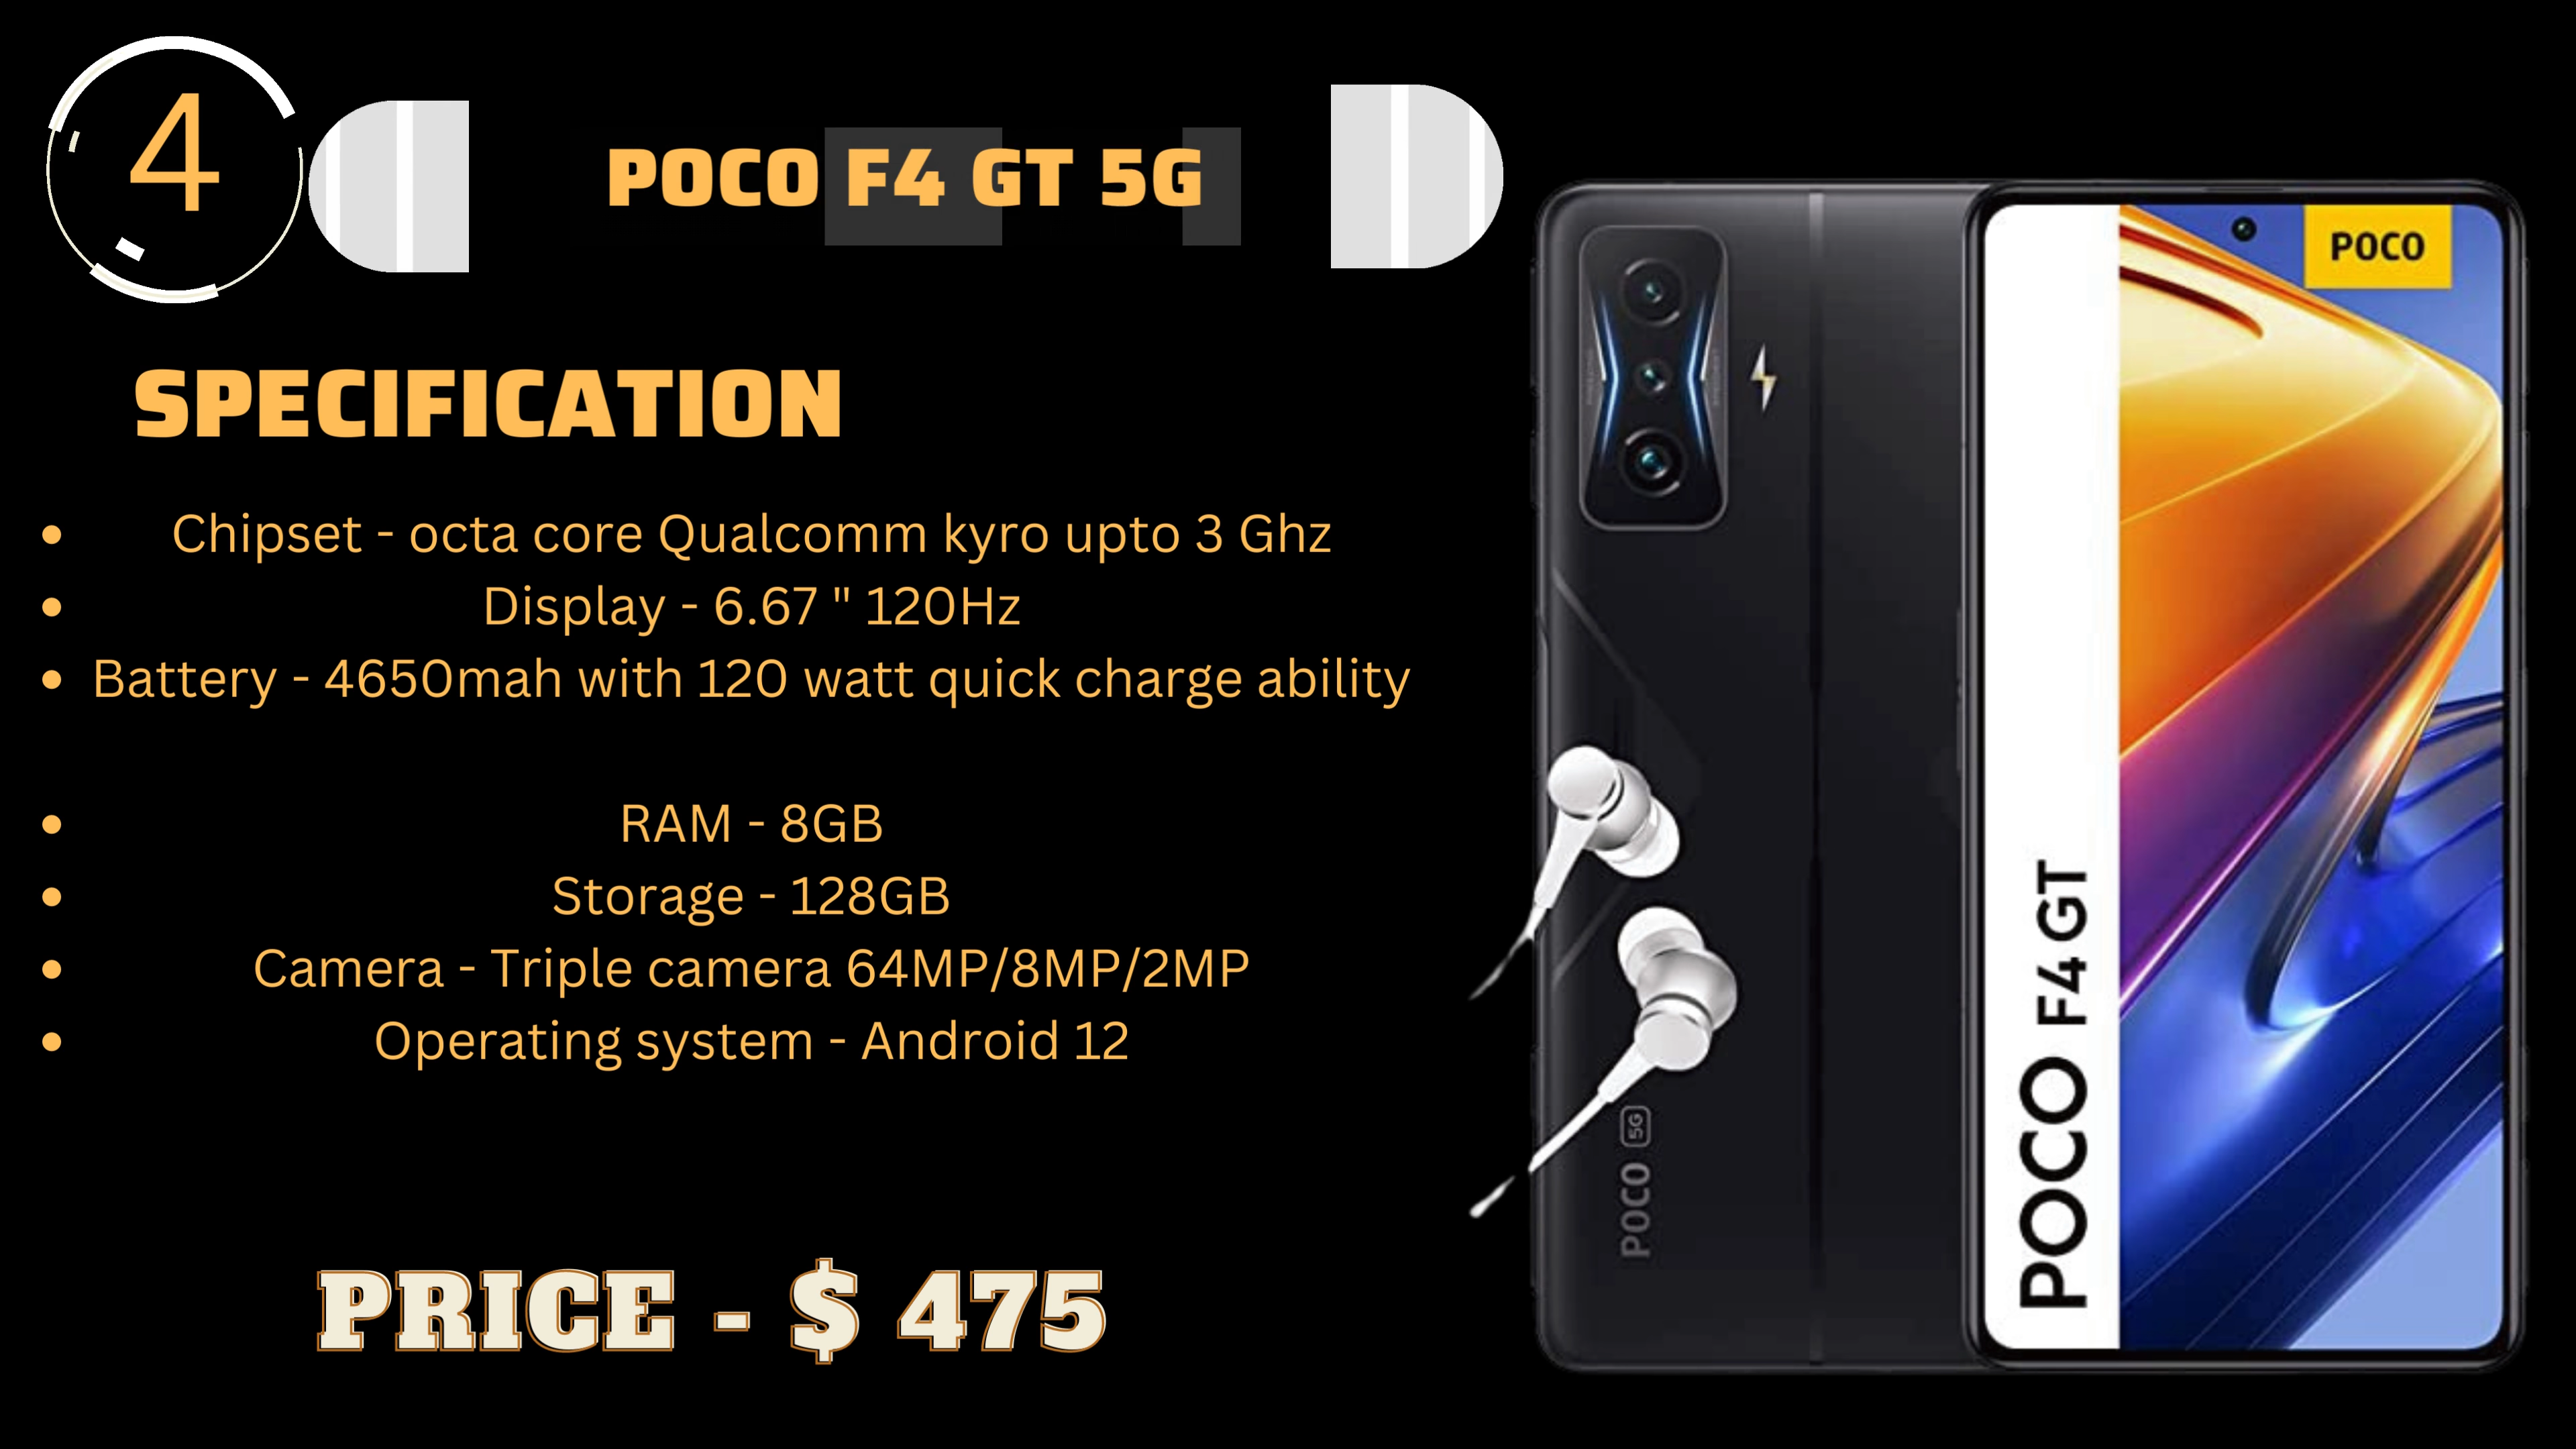 4
POCO F4 GT 5G
SPECIFICATION
• Chipset - octa core Qualcomm kyro upto 3 Ghz
• Display - 6.67 " 120Hz
• Battery - 4650mah with 120 watt quick charge ability
• RAM - 8GB
• Storage - 128GB
• Camera - Triple camera 64MP/8MP/2MP
• Operating system - Android 12
PRICE - $ 475
POCO 5G
POCO F4 GT
POCO